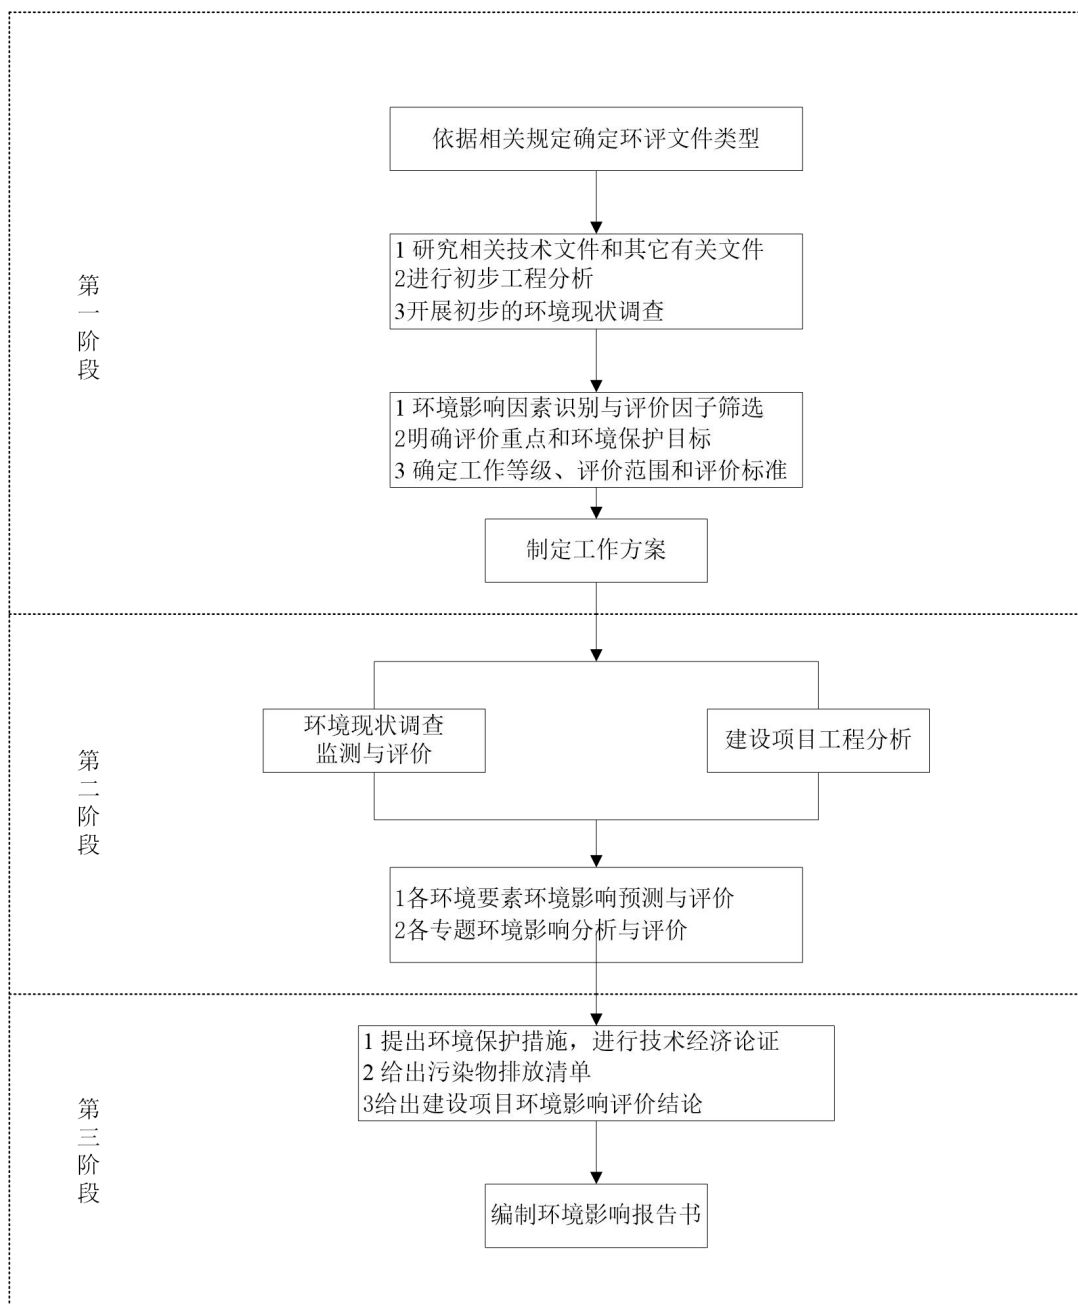 依据相关规定确定环评文件类型
1 研究相关技术文件和其它有关文件
2进行初步工程分析
3开展初步的环境现状调查
第一阶段
1 环境影响因素识别与评价因子筛选
2明确评价重点和环境保护目标
3 确定工作等级、评价范围和评价标准
制定工作方案
环境现状调查
监测与评价
建设项目工程分析
第二阶段
1各环境要素环境影响预测与评价
2各专题环境影响分析与评价
1 提出环境保护措施，进行技术经济论证
2 给出污染物排放清单
3给出建设项目环境影响评价结论
第三阶段
编制环境影响报告书